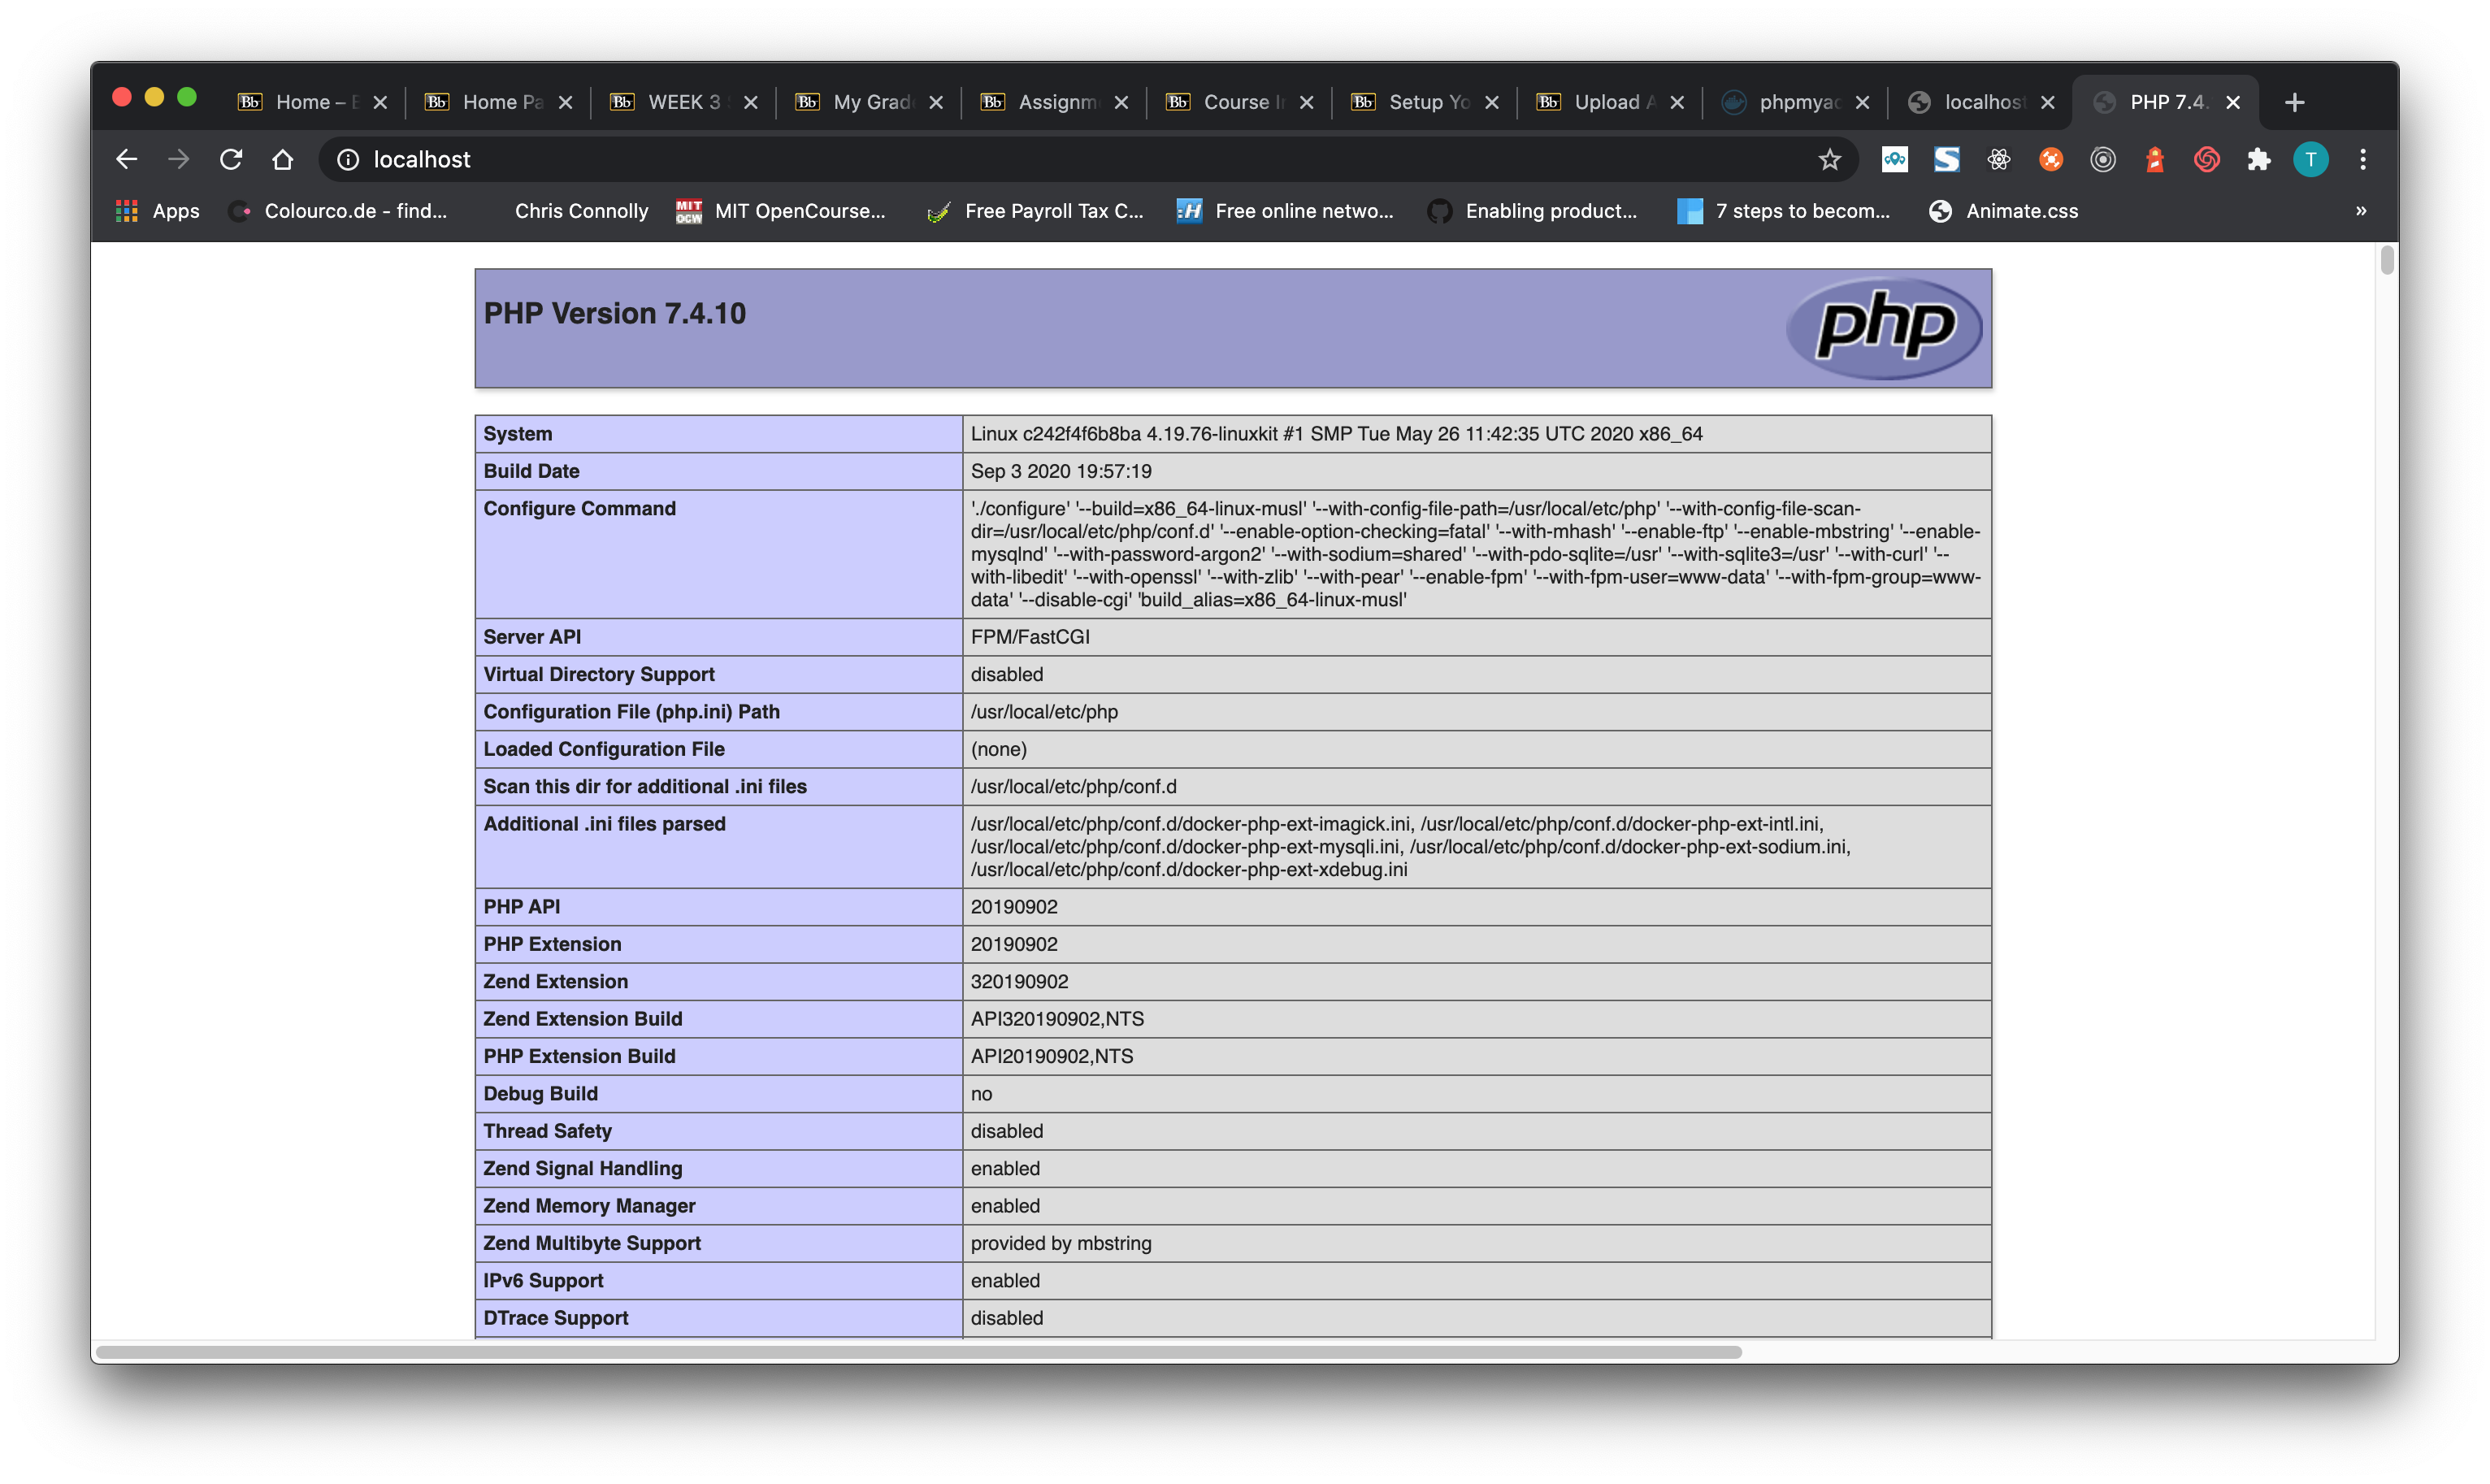 Home – E
Home Pa
WEEK 3
My Grade
Assignm
Course In
Setup Yo
Upload A
phpmyad
localhost
PHP 7.4.
localhost
T
Apps
Colourco.de - find...
Chris Connolly
MIT OpenCourse...
Free Payroll Tax C...
Free online netwo...
Enabling product...
7 steps to becom...
Animate.css
»
PHP Version 7.4.10
php
System Linux c242f4f6b8ba 4.19.76-linuxkit #1 SMP Tue May 26 11:42:35 UTC 2020 x86_64
Build Date Sep 3 2020 19:57:19
Configure Command './configure' '--build=x86_64-linux-musl' '--with-config-file-path=/usr/local/etc/php' '--with-config-file-scan-
dir=/usr/local/etc/php/conf.d' '--enable-option-checking=fatal' '--with-mhash' '--enable-ftp' '--enable-mbstring' '--enable-
mysqlnd' '--with-password-argon2' '--with-sodium=shared' '--with-pdo-sqlite=/usr' '--with-sqlite3=/usr' '--with-curl' '--
with-libedit' '--with-openssl' '--with-zlib' '--with-pear' '--enable-fpm' '--with-fpm-user=www-data' '--with-fpm-group=www-
data' '--disable-cgi' 'build_alias=x86_64-linux-musl'
Server API FPM/FastCGI
Virtual Directory Support disabled
Configuration File (php.ini) Path /usr/local/etc/php
Loaded Configuration File (none)
Scan this dir for additional .ini files /usr/local/etc/php/conf.d
Additional .ini files parsed /usr/local/etc/php/conf.d/docker-php-ext-imagick.ini, /usr/local/etc/php/conf.d/docker-php-ext-intl.ini,
/usr/local/etc/php/conf.d/docker-php-ext-mysqli.ini, /usr/local/etc/php/conf.d/docker-php-ext-sodium.ini,
/usr/local/etc/php/conf.d/docker-php-ext-xdebug.ini
PHP API 20190902
PHP Extension 20190902
Zend Extension 320190902
Zend Extension Build API320190902,NTS
PHP Extension Build API20190902,NTS
Debug Build no
Thread Safety disabled
Zend Signal Handling enabled
Zend Memory Manager enabled
Zend Multibyte Support provided by mbstring
IPv6 Support enabled
DTrace Support disabled